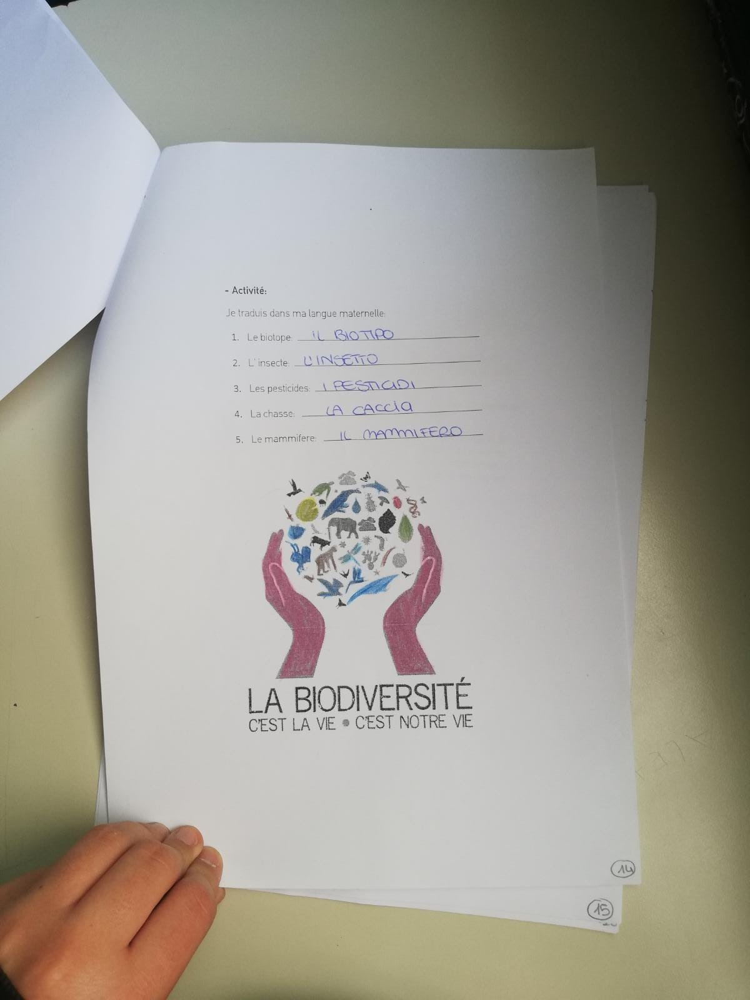 - Activité:
Je traduis dans ma langue maternelle:
1. Le biotope: IL BIOTIPO
2. L'insecte: L'INSETTO
3. Les pesticides: I PESTICIDI
4. La chasse: LA CACCIA
5. Le mammifere: IL MAMMIFERO
LA BIODIVERSITÉ
C'EST LA VIE • C'EST NOTRE VIE
14
15